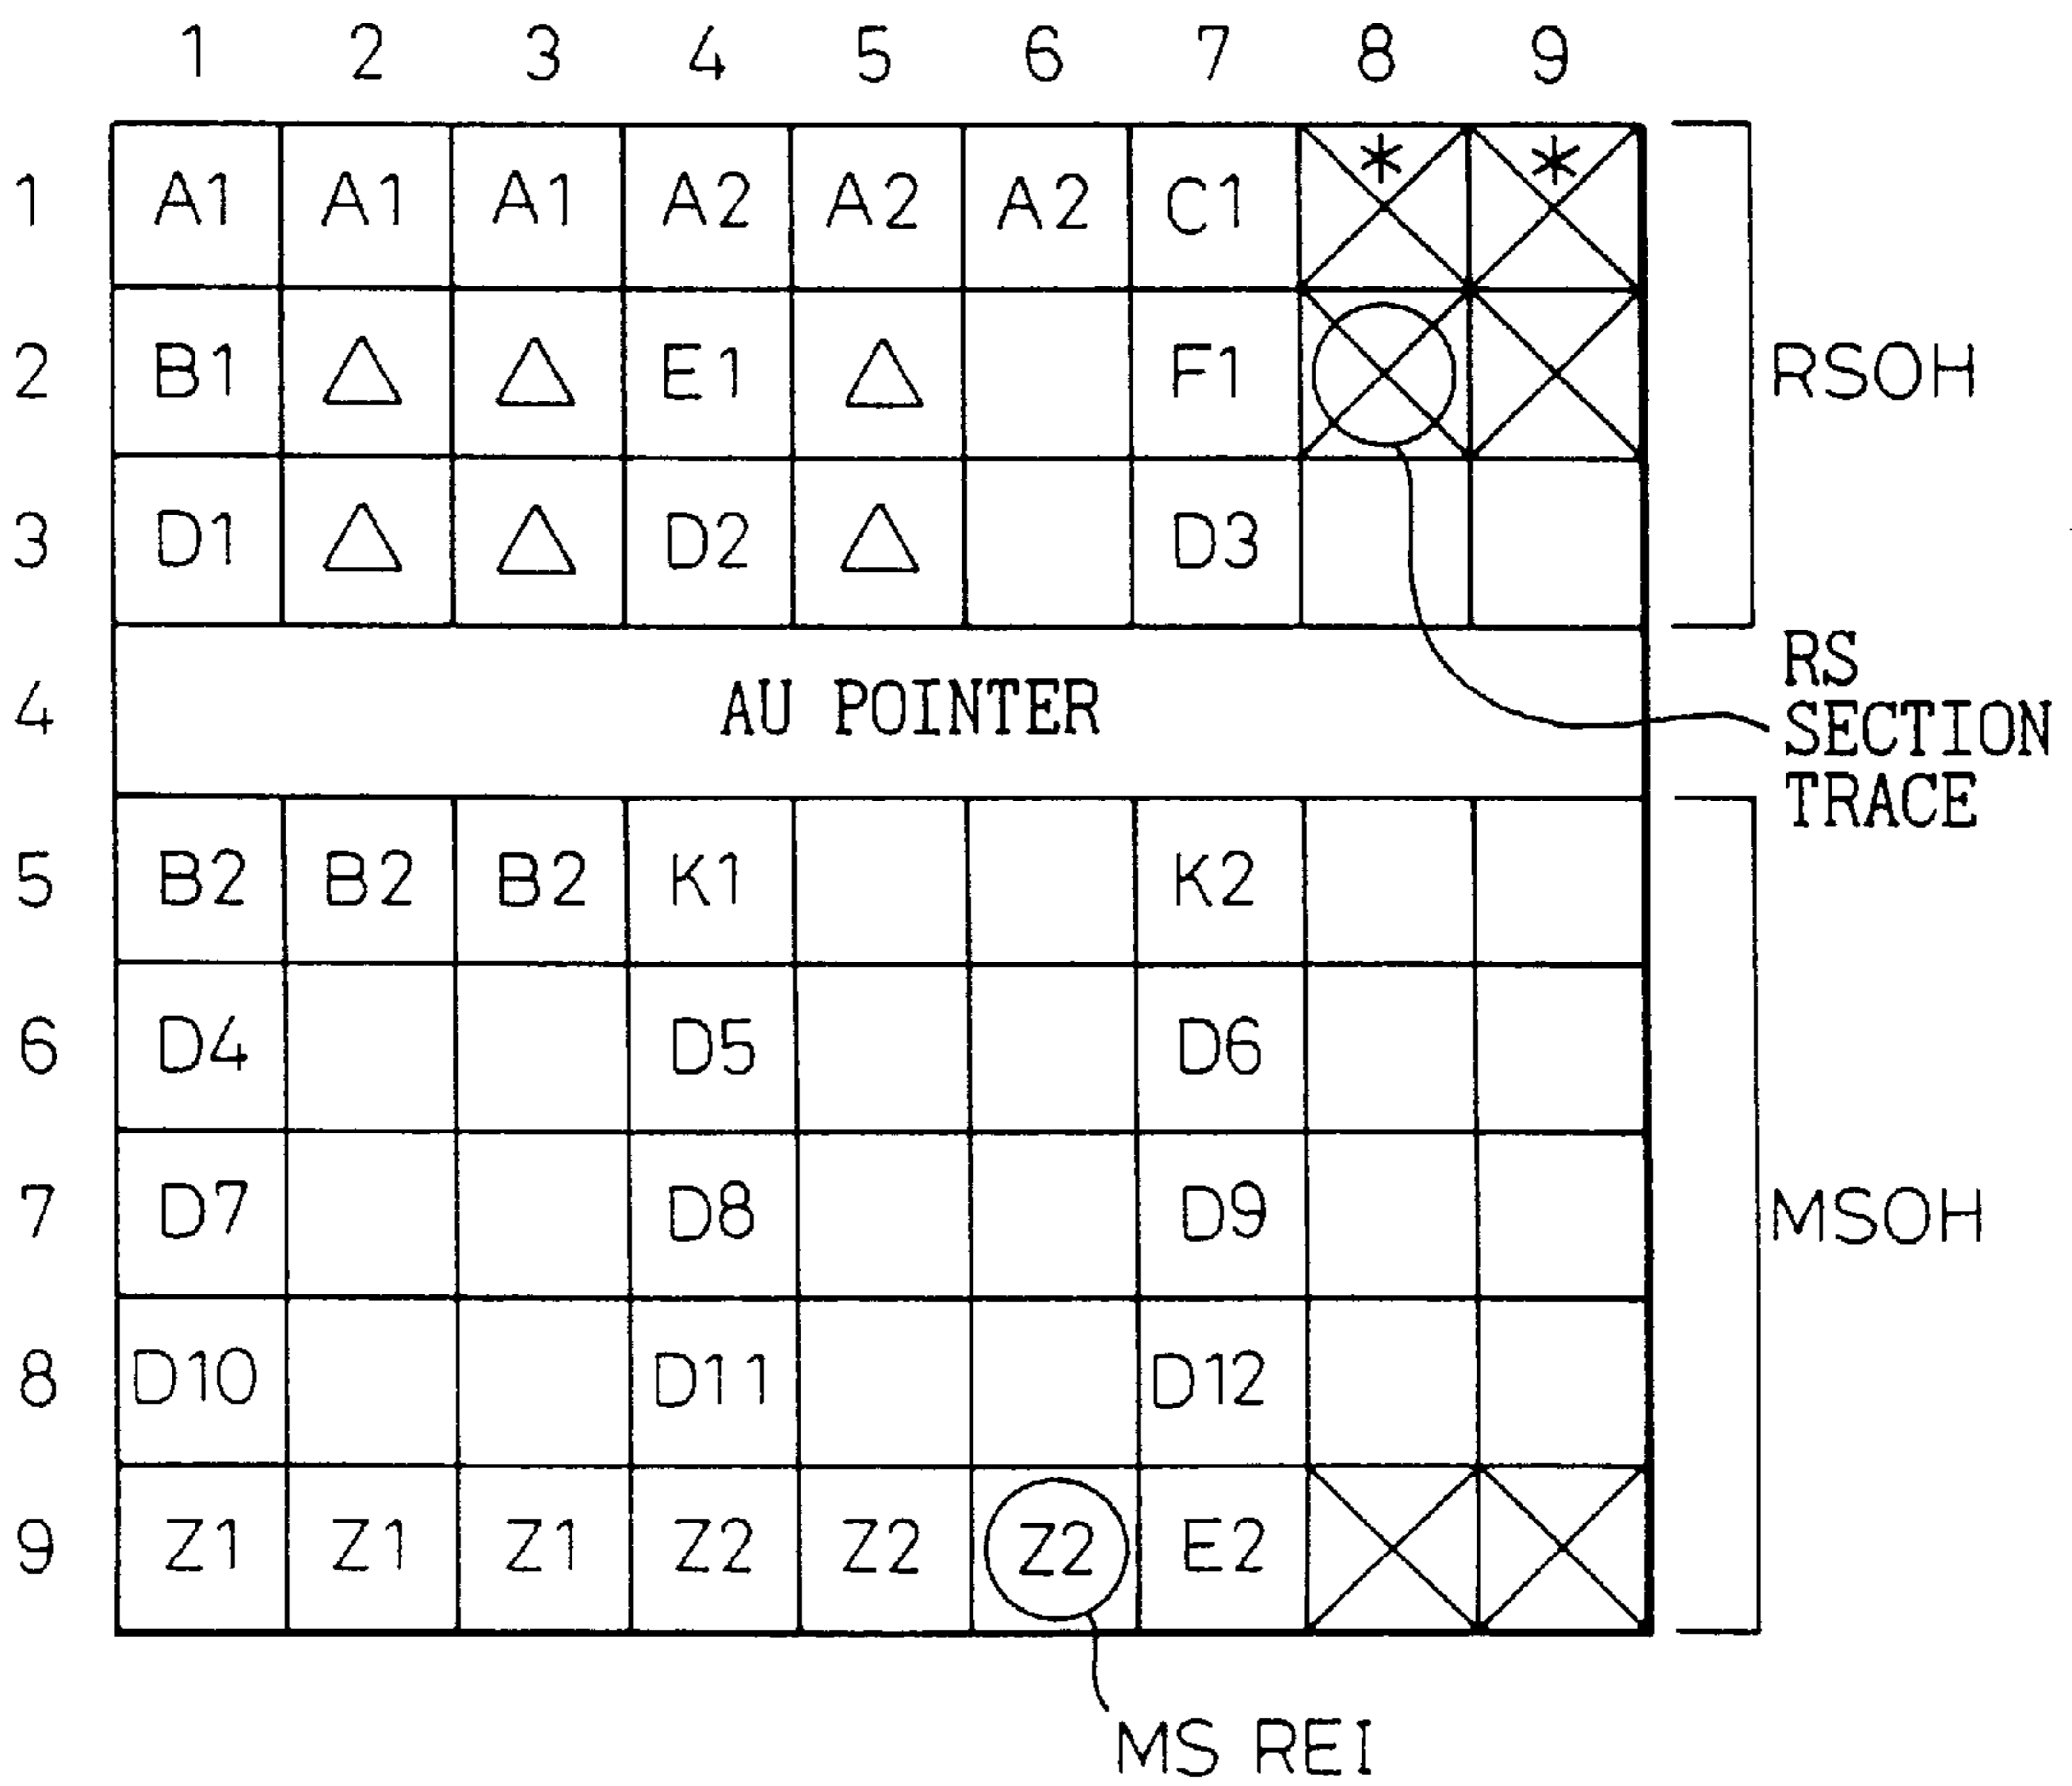 1 2 3 4 5 6 7 8 9
1 A1 A1 A1 A2 A2 A2 C1 * *
2 B1 △ △ E1 △ F1
RSOH
3 D1 △ △ D2 △ D3
4 AU POINTER
RS
SECTION
TRACE
5 B2 B2 B2 K1 K2
6 D4 D5 D6
7 D7 D8 D9
MSOH
8 D10 D11 D12
9 Z1 Z1 Z1 Z2 Z2 Z2 E2
MS REI